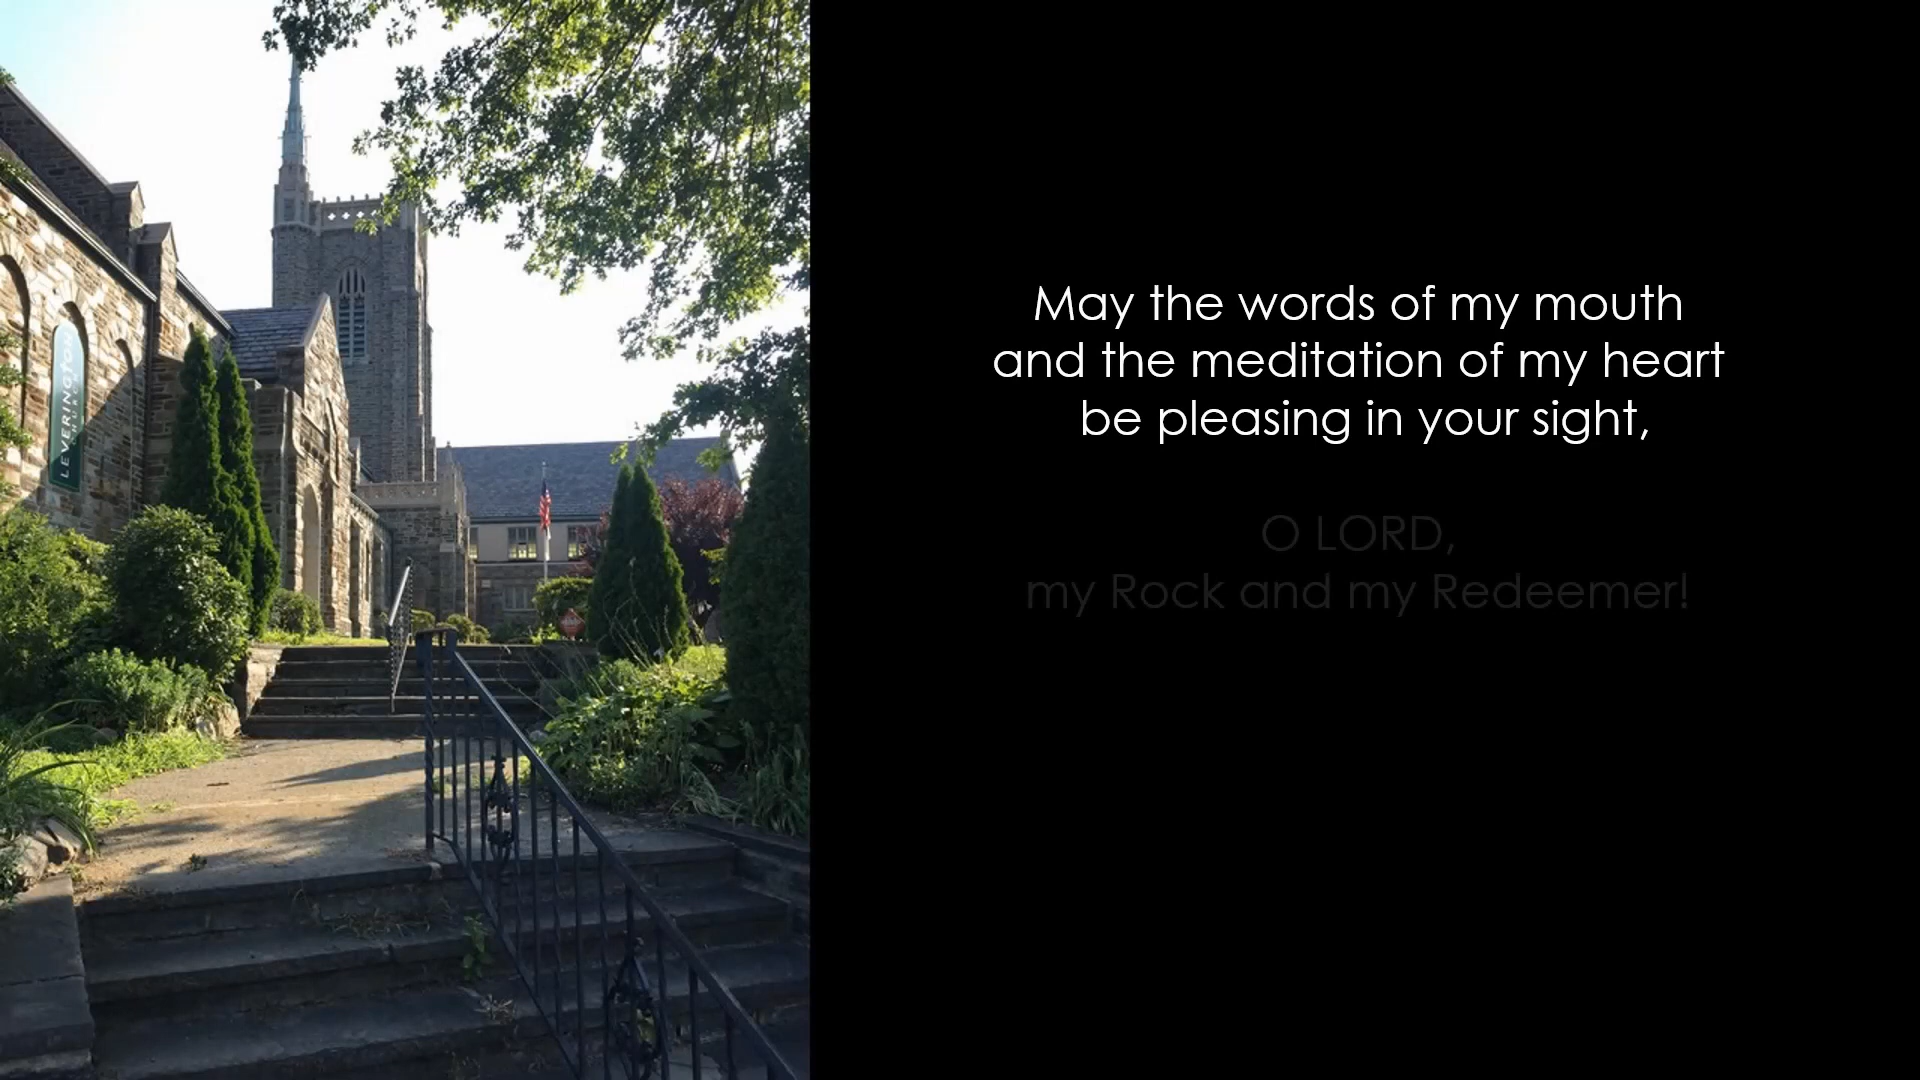 LEVERINGTON
CHURCH
May the words of my mouth
and the meditation of my heart
be pleasing in your sight,
O LORD,
my Rock and my Redeemer!